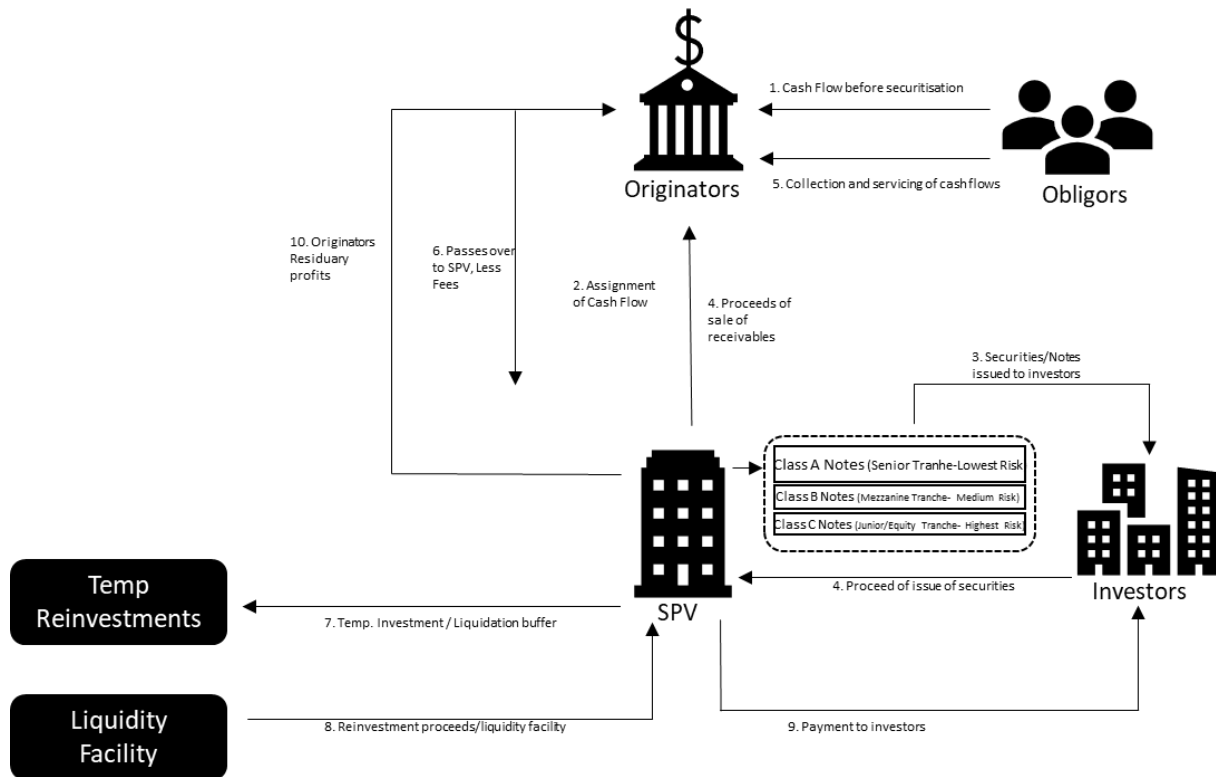 $
1. Cash Flow before securitisation
Originators
5. Collection and servicing of cash flows
Obligors
10. Originators
Residuary
profits
6. Passes over
to SPV, Less
Fees
2. Assignment
of Cash Flow
4. Proceeds of
sale of
receivables
3. Securities/Notes
issued to investors
Class A Notes (Senior Tranhe-Lowest Risk
Class B Notes (Mezzanine Tranche- Medium Risk)
Class C Notes (Junior/Equity Tranche- Highest Risk)
4. Proceed of issue of securities
Investors
SPV
Temp
Reinvestments
7. Temp. Investment / Liquidation buffer
Liquidity
Facility
8. Reinvestment proceeds/liquidity facility
9. Payment to investors